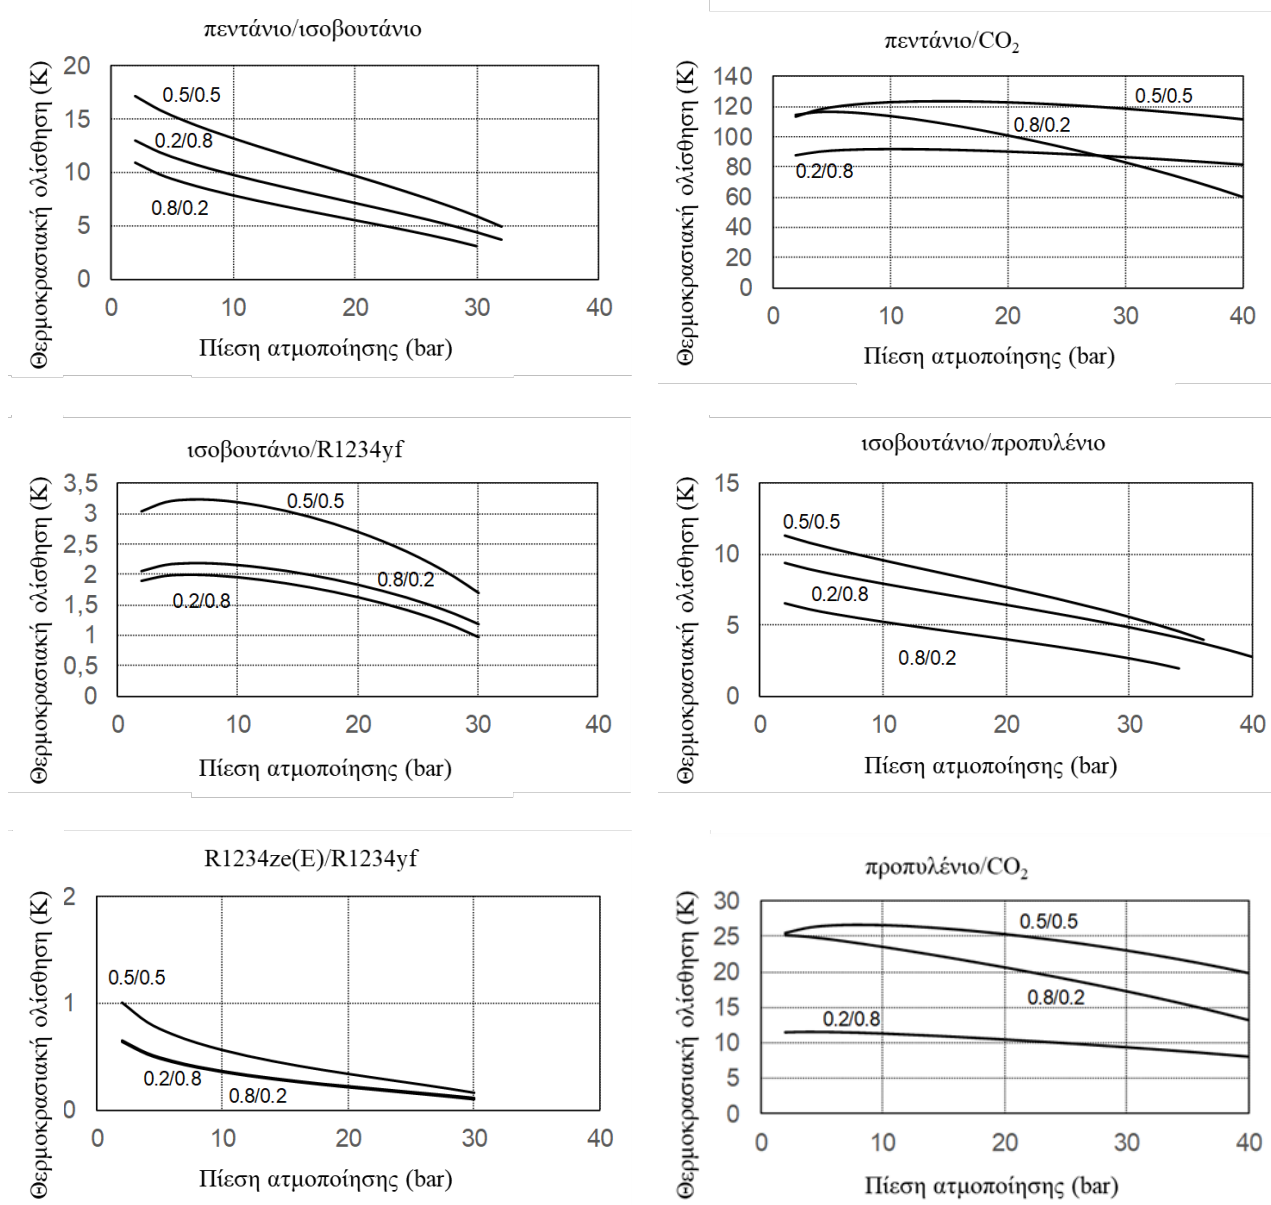 πεντάνιο/ισοβουτάνιο
Θερμοκρασιακή ολίσθηση (K)
20
15
10
5
0
0.5/0.5
0.2/0.8
0.8/0.2
0 10 20 30 40
Πίεση ατμοποίησης (bar)
πεντάνιο/CO2
Θερμοκρασιακή ολίσθηση (K)
140
120
100
80
60
40
20
0
0.5/0.5
0.8/0.2
0.2/0.8
0 10 20 30 40
Πίεση ατμοποίησης (bar)
ισοβουτάνιο/R1234yf
Θερμοκρασιακή ολίσθηση (K)
3,5
3
2,5
2
1,5
1
0,5
0
0.5/0.5
0.8/0.2
0.2/0.8
0 10 20 30 40
Πίεση ατμοποίησης (bar)
ισοβουτάνιο/προπυλένιο
Θερμοκρασιακή ολίσθηση (K)
15
10
5
0
0.5/0.5
0.2/0.8
0.8/0.2
0 10 20 30 40
Πίεση ατμοποίησης (bar)
R1234ze(E)/R1234yf
Θερμοκρασιακή ολίσθηση (K)
2
1
0
0.5/0.5
0.2/0.8
0.8/0.2
0 10 20 30 40
Πίεση ατμοποίησης (bar)
προπυλένιο/CO2
Θερμοκρασιακή ολίσθηση (K)
30
25
20
15
10
5
0
0.5/0.5
0.8/0.2
0.2/0.8
0 10 20 30 40
Πίεση ατμοποίησης (bar)